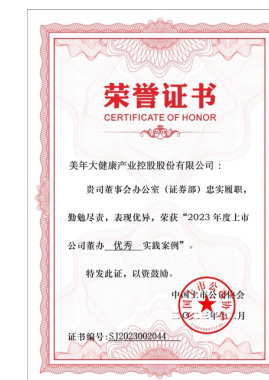 荣誉证书
CERTIFICATE OF HONOR
美年大健康产业控股股份有限公司：
贵司董事会办公室（证券部）忠实履职，
勤勉尽责，表现优异，荣获“2023年度上市
公司董办 优秀 实践案例”。
特发此证，以资鼓励。
中国上市公司协会
二〇二三年十二月
证书编号:SJ2023002044